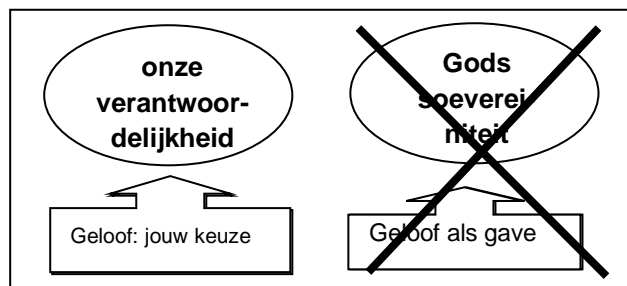 onze
verantwoor-
delijkheid
Geloof: jouw keuze
Gods
soeverei-
niteit
Geloof als gave